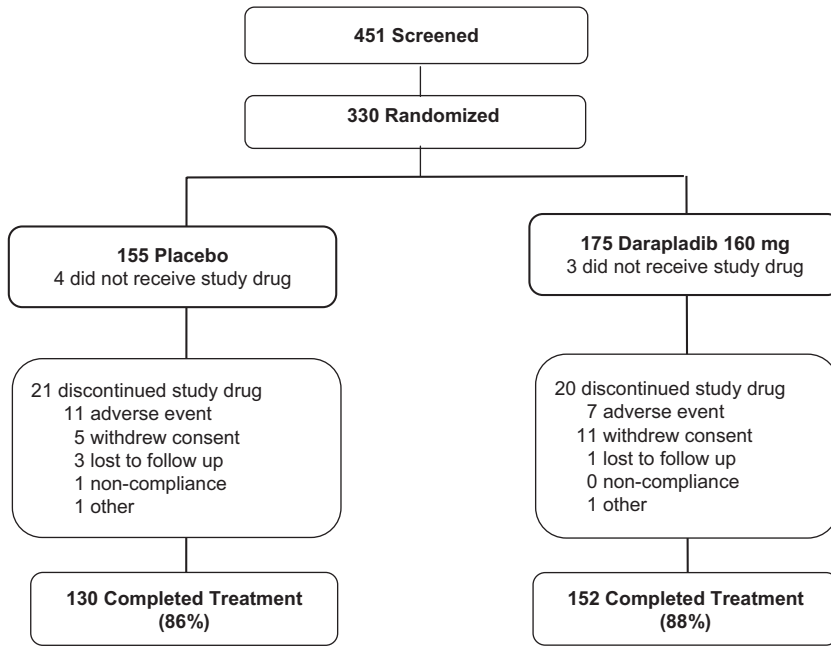 451 Screened
330 Randomized
155 Placebo
4 did not receive study drug
175 Darapladib 160 mg
3 did not receive study drug
21 discontinued study drug
11 adverse event
5 withdrew consent
3 lost to follow up
1 non-compliance
1 other
20 discontinued study drug
7 adverse event
11 withdrew consent
1 lost to follow up
0 non-compliance
1 other
130 Completed Treatment
(86%)
152 Completed Treatment
(88%)